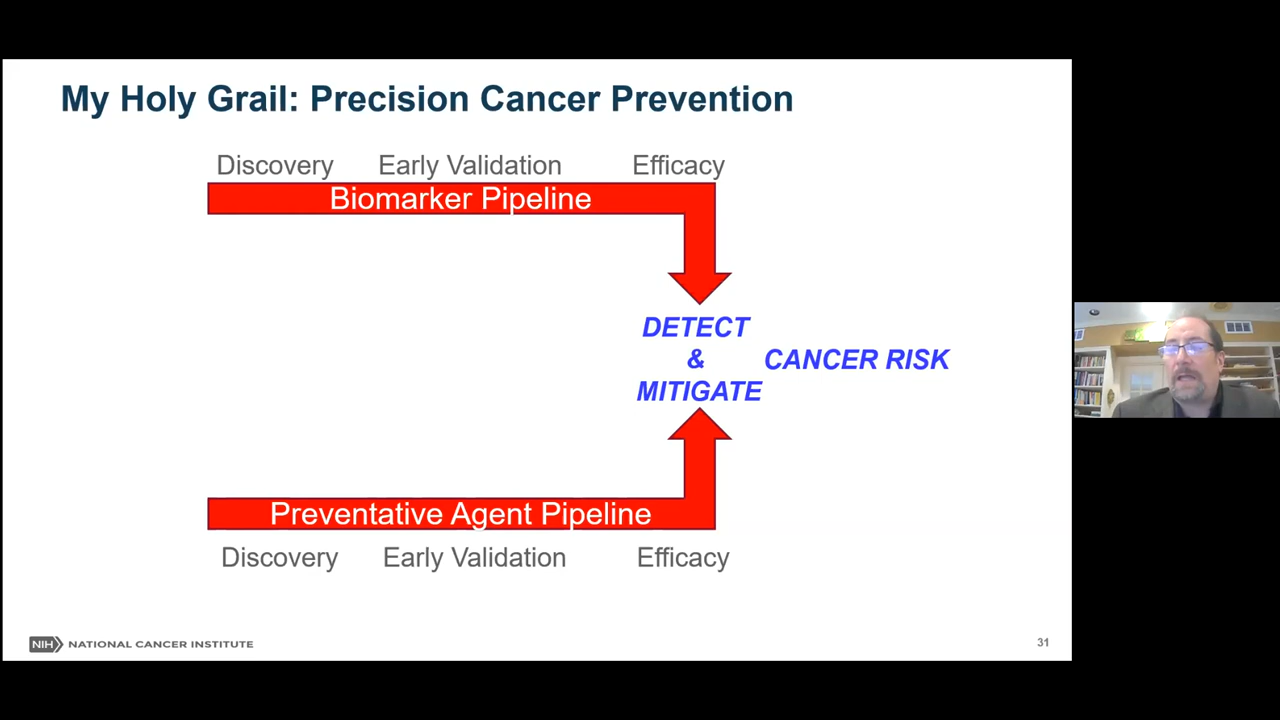 My Holy Grail: Precision Cancer Prevention
Discovery Early Validation Efficacy
Biomarker Pipeline
DETECT
& CANCER RISK
MITIGATE
Preventative Agent Pipeline
Discovery Early Validation Efficacy
NIH NATIONAL CANCER INSTITUTE
31